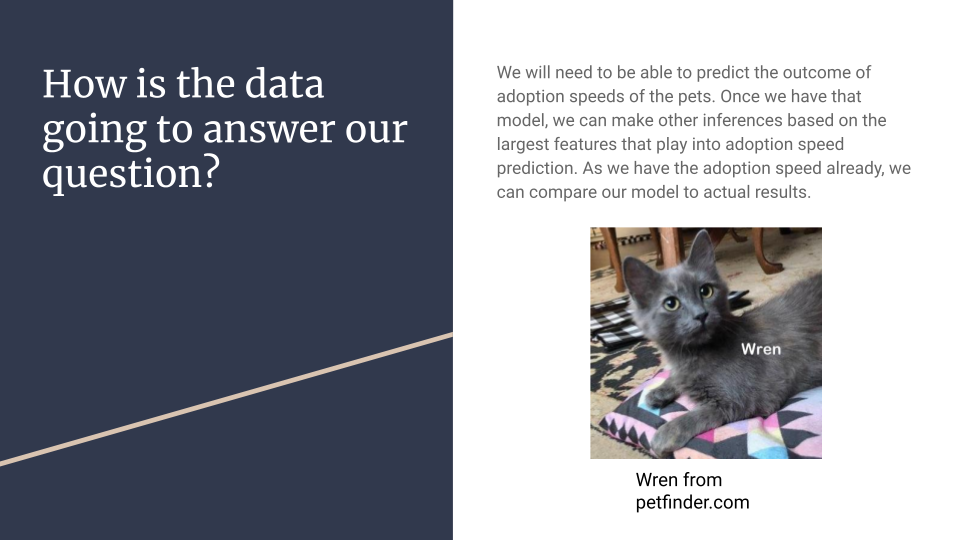 How is the data
going to answer our
question?
We will need to be able to predict the outcome of
adoption speeds of the pets. Once we have that
model, we can make other inferences based on the
largest features that play into adoption speed
prediction. As we have the adoption speed already, we
can compare our model to actual results.
Wren
Wren from
petfinder.com